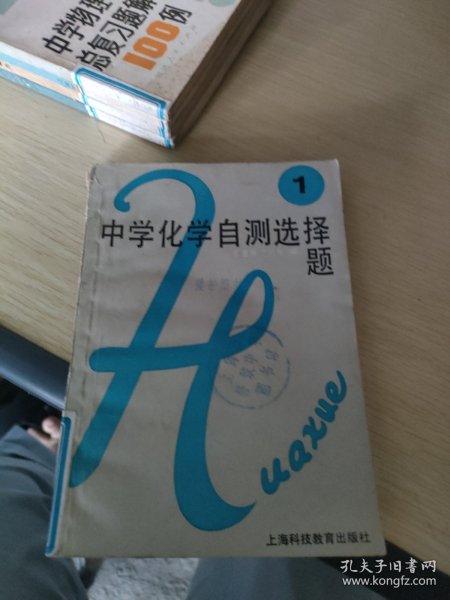 中学物理
总复习题解
100例
1
中学化学自测选择
题
Huaxue
上海科技教育出版社
孔夫子旧书网
www.kongfz.com